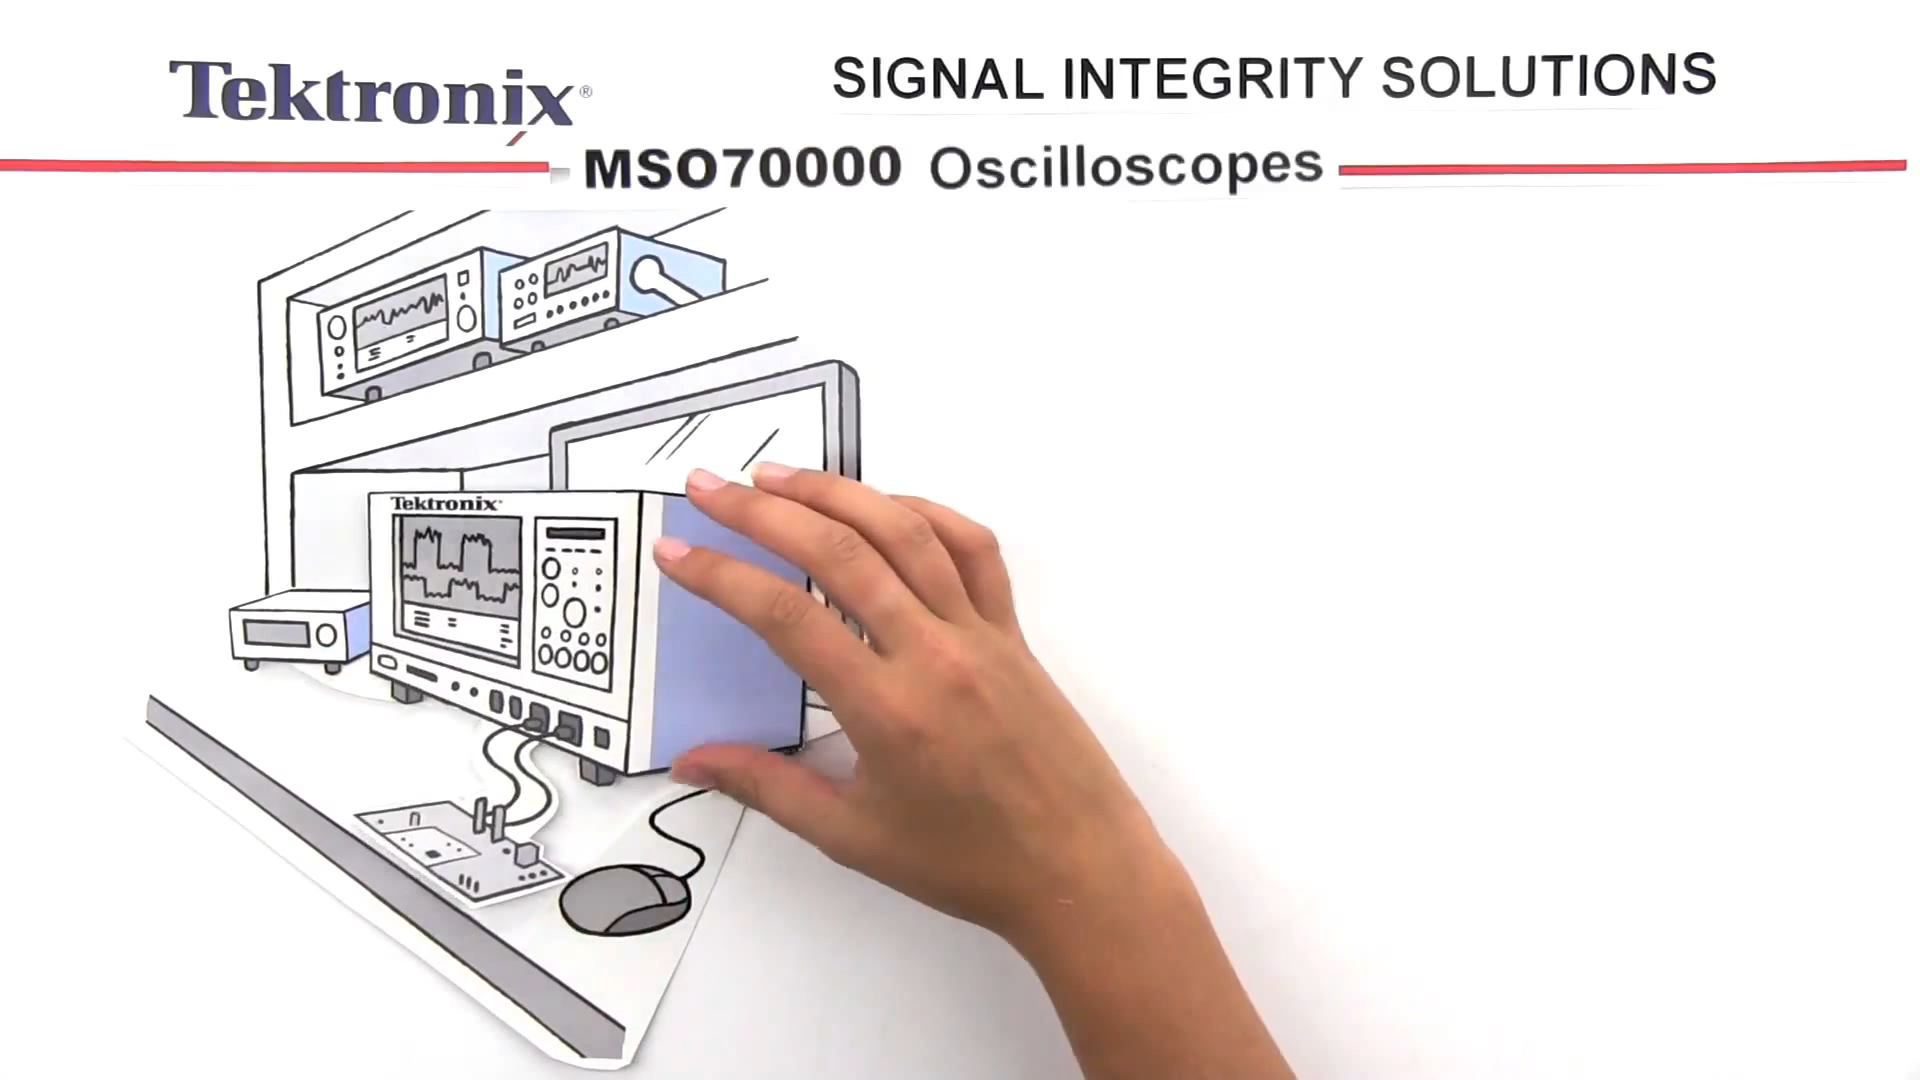 Tektronix®
SIGNAL INTEGRITY SOLUTIONS
MSO70000 Oscilloscopes
Tektronix